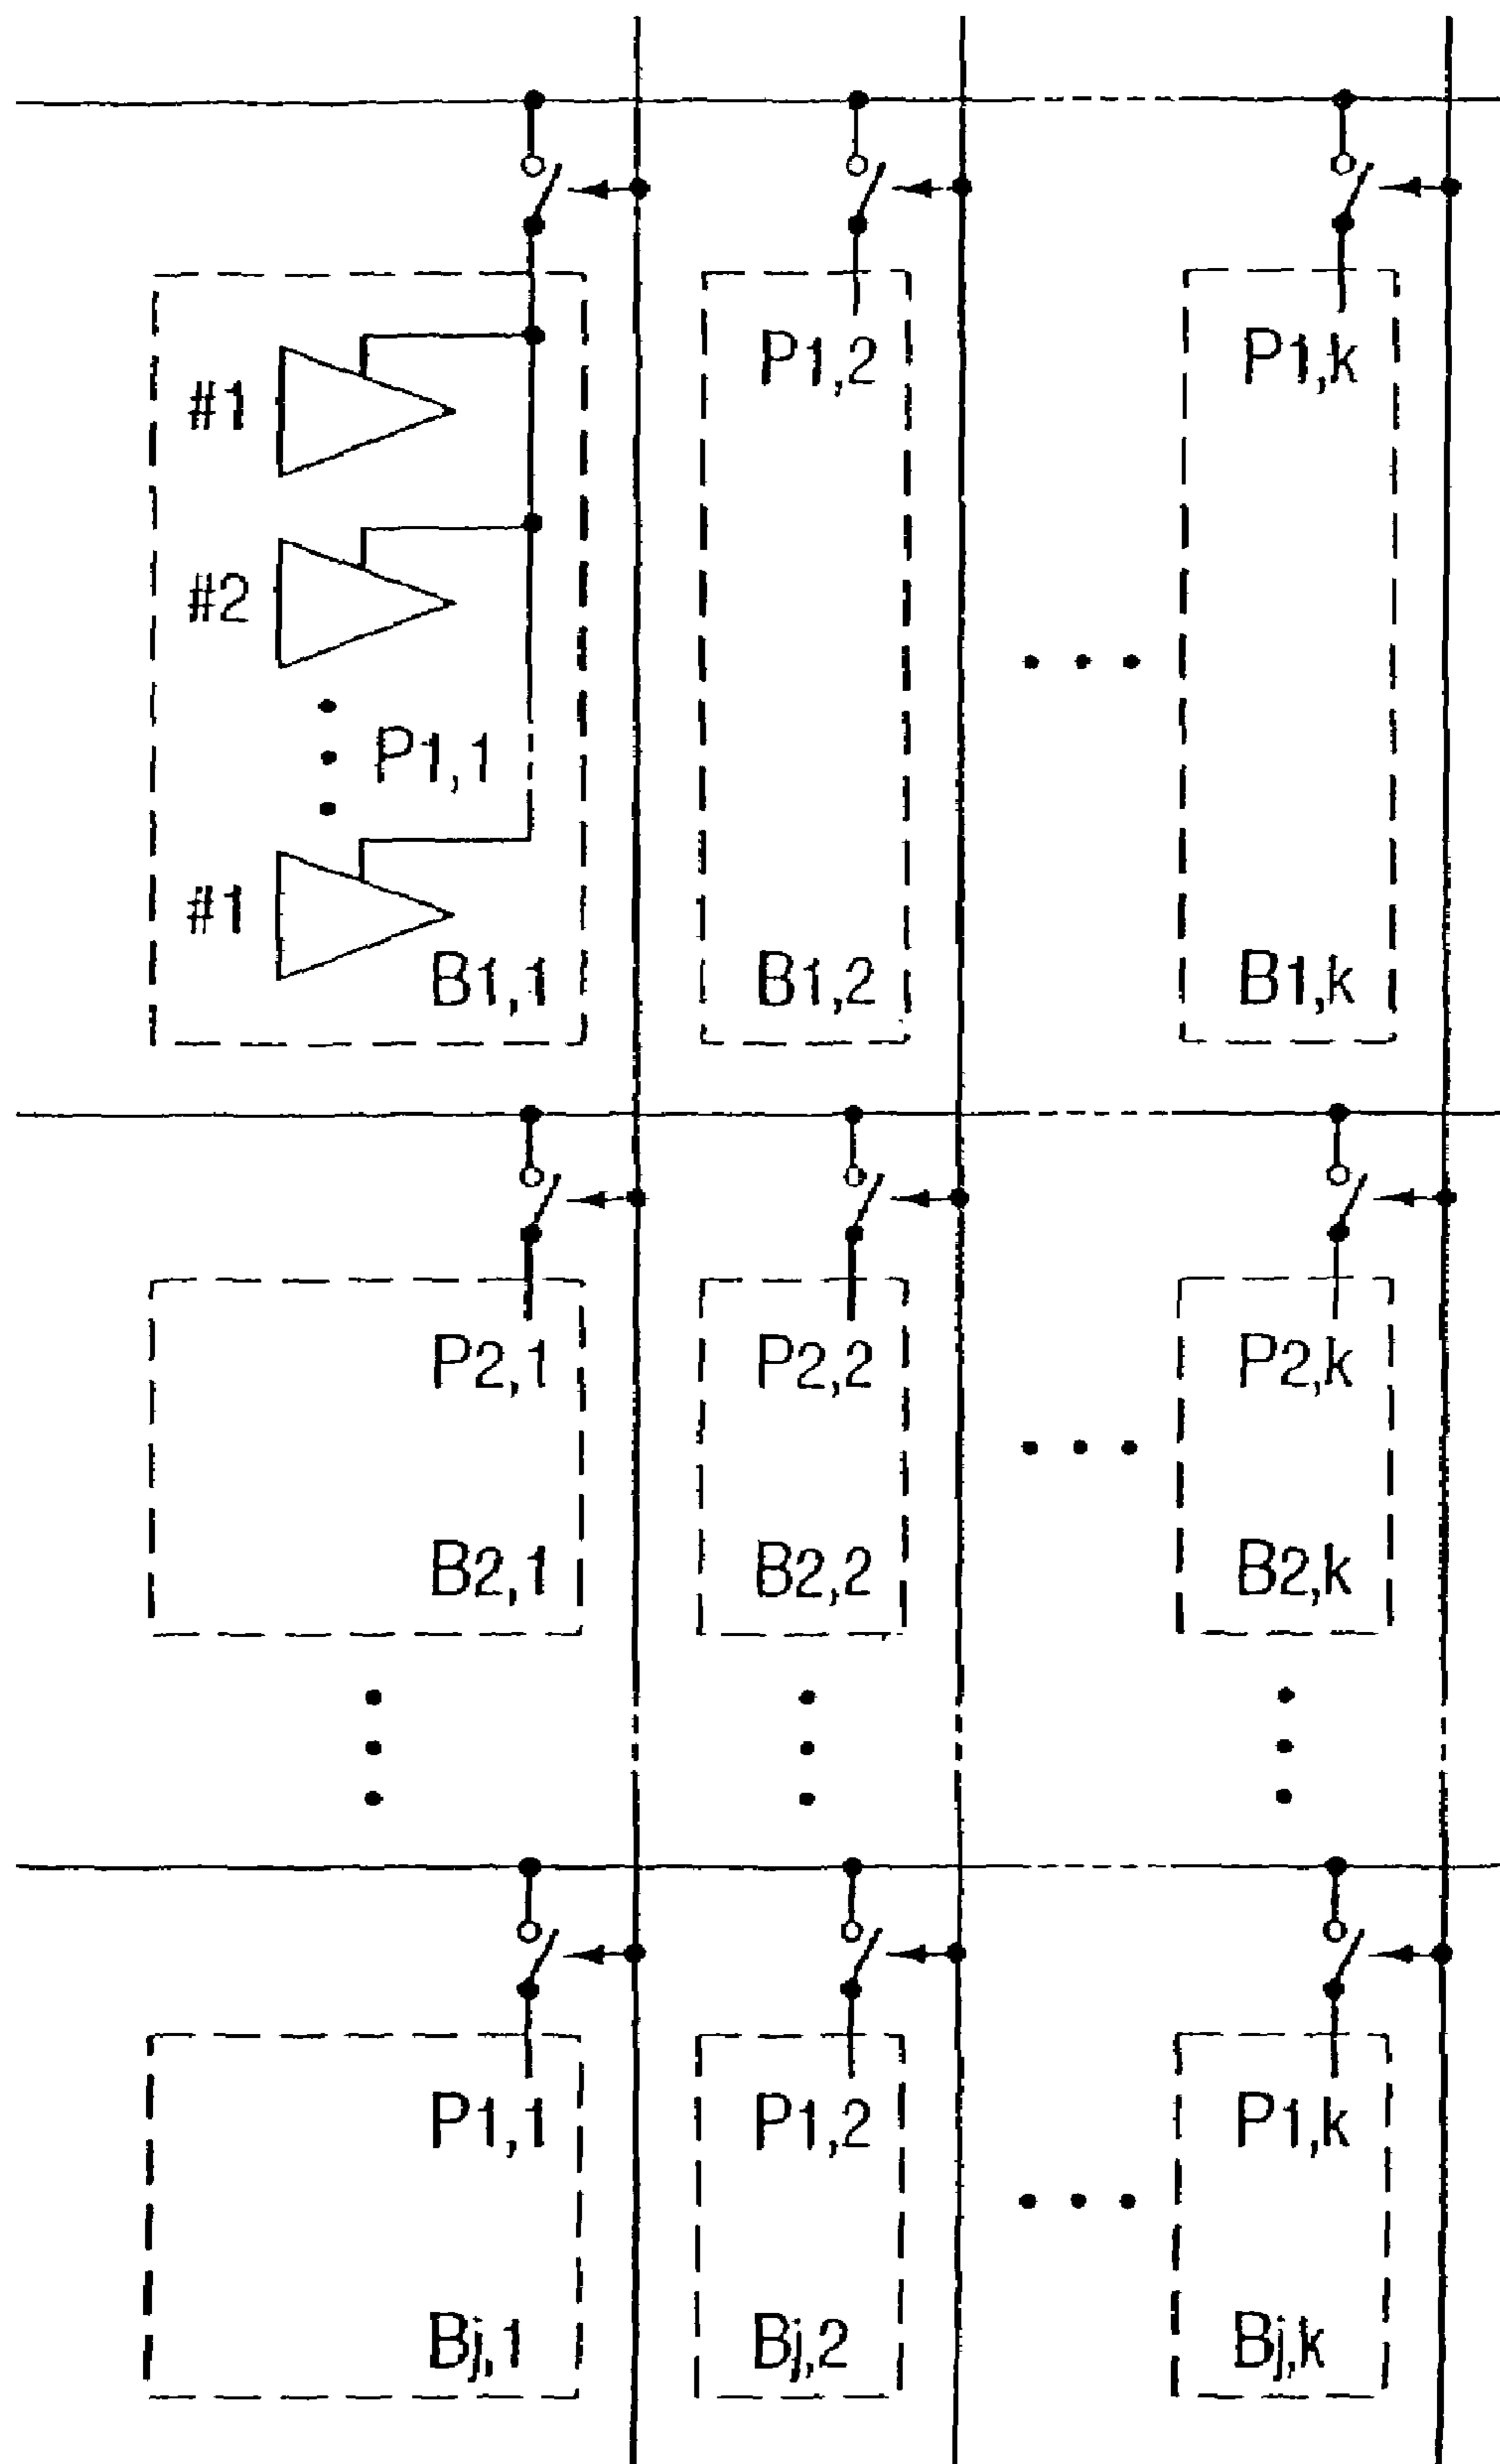 #1
P1,2
P1,k
#2
P1,1
#1
B1,1
B1,2
B1,k
P2,1
P2,2
P2,k
B2,1
B2,2
B2,k
P1,1
P1,2
P1,k
Bj,1
Bj,2
Bj,k